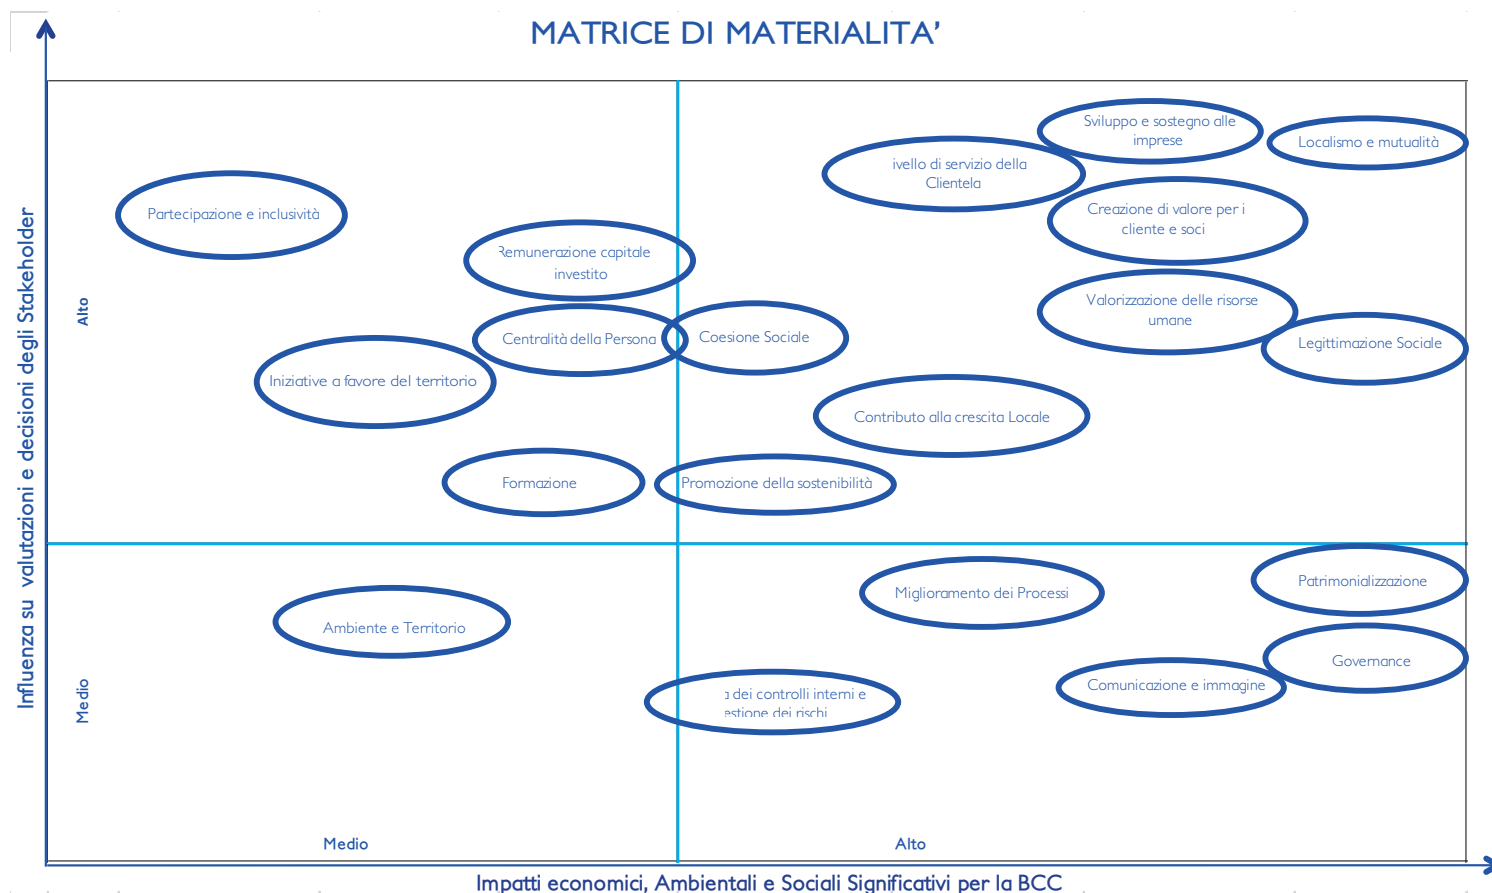 MATRICE DI MATERIALITA’
Sviluppo e sostegno alle
imprese
Localismo e mutualità
ivello di servizio della
Clientela
Partecipazione e inclusività
Creazione di valore per i
cliente e soci
Remunerazione capitale
investito
Valorizzazione delle risorse
umane
Centralità della Persona
Coesione Sociale
Legittimazione Sociale
Iniziative a favore del territorio
Contributo alla crescita Locale
Formazione
Promozione della sostenibilità
Alto
Influenza su valutazioni e decisioni degli Stakeholder
Patrimonializzazione
Miglioramento dei Processi
Ambiente e Territorio
Governance
Comunicazione e immagine
dei controlli interni e
estione dei rischi
Medio
Medio
Alto
Impatti economici, Ambientali e Sociali Significativi per la BCC